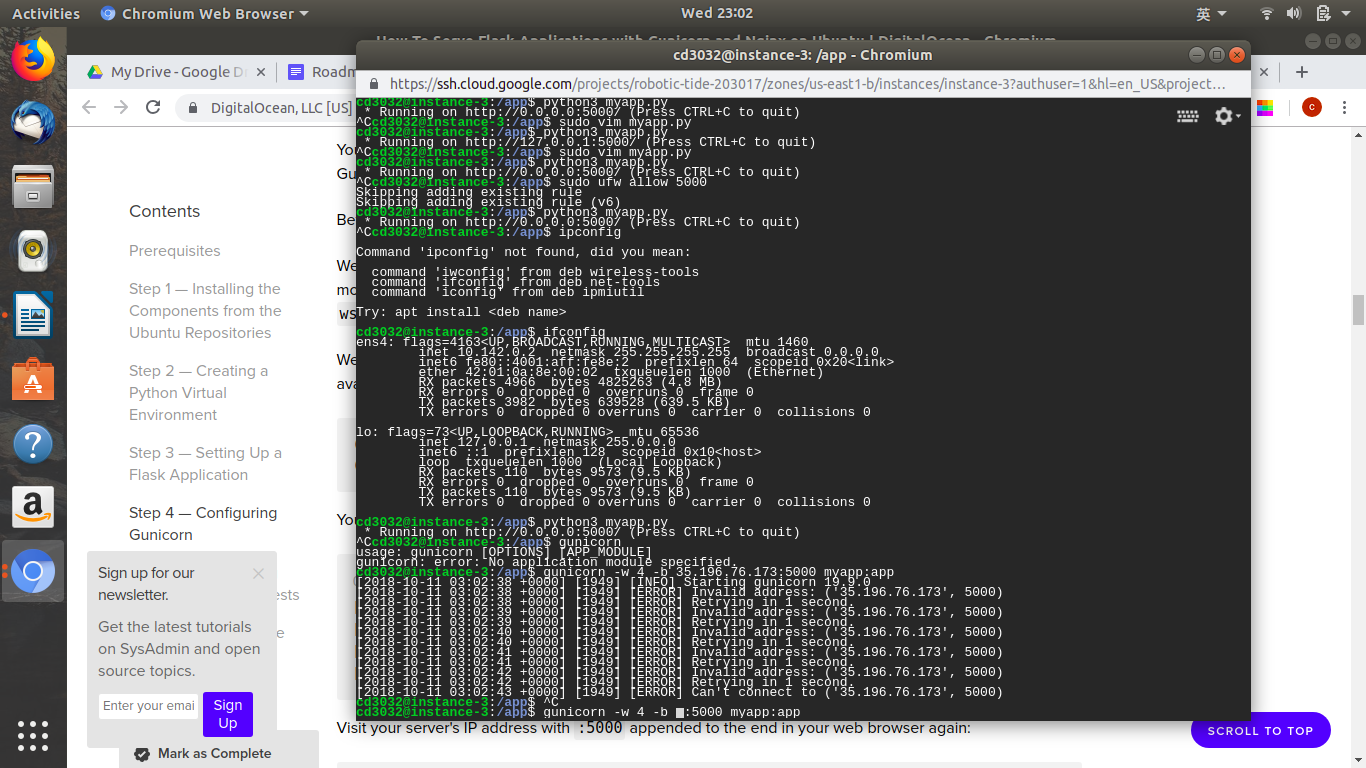 Activities
Chromium Web Browser
Wed 23:02
英
How To Serve Flask Applications with Gunicorn and Nginx on Ubuntu | DigitalOcean - Chromium
cd3032@instance-3: /app - Chromium
My Drive - Google D
Roadm
https://ssh.cloud.google.com/projects/robotic-tide-203017/zones/us-east1-b/instances/instance-3?authuser=1&hl=en_US&project...
DigitalOcean, LLC [US]
c
cd3032@instance-3:/app$ python3 myapp.py
 * Running on http://0.0.0.50:5000/ (Press CTRL+C to quit)
^Ccd3032@instance-3:/app$ sudo vim myapp.py
cd3032@instance-3:/app$ python3 myapp.py
 * Running on http://127.0.0.1:5000/ (Press CTRL+C to quit)
^Ccd3032@instance-3:/app$ sudo vim myapp.py
cd3032@instance-3:/app$ python3 myapp.py
 * Running on http://0.0.0.0:5000/ (Press CTRL+C to quit)
^Ccd3032@instance-3:/app$ sudo ufw allow 5000
Skipping adding existing rule
Skipping adding existing rule (v6)
cd3032@instance-3:/app$ python3 myapp.py
 * Running on http://0.0.0.0:5000/ (Press CTRL+C to quit)
^Ccd3032@instance-3:/app$ ipconfig
Command 'ipconfig' not found, did you mean:
  command 'iwconfig' from deb wireless-tools
  command 'ifconfig' from deb net-tools
  command 'iconfig' from deb ipmiutil
Try: apt install <deb name>
cd3032@instance-3:/app$ ifconfig
ens4: flags=4163<UP,BROADCAST,RUNNING,MULTICAST>  mtu 1460
        inet 10.142.0.2  netmask 255.255.255.255  broadcast 0.0.0.0
        inet6 fe80::4001:aff:fe8e:2  prefixlen 64  scopeid 0x20<link>
        ether 42:01:0a:8e:00:02  txqueuelen 1000  (Ethernet)
        RX packets 4966  bytes 4825263 (4.8 MB)
        RX errors 0  dropped 0  overruns 0  frame 0
        TX packets 3982  bytes 639528 (639.5 KB)
        TX errors 0  dropped 0 overruns 0  carrier 0  collisions 0
lo: flags=73<UP,LOOPBACK,RUNNING>  mtu 65536
        inet 127.0.0.1  netmask 255.0.0.0
        inet6 ::1  prefixlen 128  scopeid 0x10<host>
        loop  txqueuelen 1000  (Local Loopback)
        RX packets 110  bytes 9573 (9.5 KB)
        RX errors 0  dropped 0  overruns 0  frame 0
        TX packets 110  bytes 9573 (9.5 KB)
        TX errors 0  dropped 0 overruns 0  carrier 0  collisions 0
cd3032@instance-3:/app$ python3 myapp.py
 * Running on http://0.0.0.0:5000/ (Press CTRL+C to quit)
^Ccd3032@instance-3:/app$ gunicorn
usage: gunicorn [OPTIONS] [APP_MODULE]
gunicorn: error: No application module specified.
cd3032@instance-3:/app$ gunicorn -w 4 -b 35.196.76.173:5000 myapp:app
[2018-10-11 03:02:38 +0000] [1949] [INFO] Starting gunicorn 19.9.0
[2018-10-11 03:02:38 +0000] [1949] [ERROR] Invalid address: ('35.196.76.173', 5000)
[2018-10-11 03:02:38 +0000] [1949] [ERROR] Retrying in 1 second.
[2018-10-11 03:02:39 +0000] [1949] [ERROR] Invalid address: ('35.196.76.173', 5000)
[2018-10-11 03:02:39 +0000] [1949] [ERROR] Retrying in 1 second.
[2018-10-11 03:02:40 +0000] [1949] [ERROR] Invalid address: ('35.196.76.173', 5000)
[2018-10-11 03:02:40 +0000] [1949] [ERROR] Retrying in 1 second.
[2018-10-11 03:02:41 +0000] [1949] [ERROR] Invalid address: ('35.196.76.173', 5000)
[2018-10-11 03:02:41 +0000] [1949] [ERROR] Retrying in 1 second.
[2018-10-11 03:02:42 +0000] [1949] [ERROR] Invalid address: ('35.196.76.173', 5000)
[2018-10-11 03:02:42 +0000] [1949] [ERROR] Retrying in 1 second.
[2018-10-11 03:02:43 +0000] [1949] [ERROR] Can't connect to ('35.196.76.173', 5000)
cd3032@instance-3:/app$ ^C
cd3032@instance-3:/app$ gunicorn -w 4 -b :5000 myapp:app
Contents
Prerequisites
Step 1 — Installing the
Components from the
Ubuntu Repositories
Step 2 — Creating a
Python Virtual
Environment
Step 3 — Setting Up a
Flask Application
Step 4 — Configuring
Gunicorn
ests
e
Sign up for our
newsletter.
Get the latest tutorials
on SysAdmin and open
source topics.
Enter your emai
Sign
Up
Mark as Complete
Yo
Gu
Be
We
mo
ws
We
ava
You
Visit your server's IP address with :5000 appended to the end in your web browser again:
SCROLL TO TOP